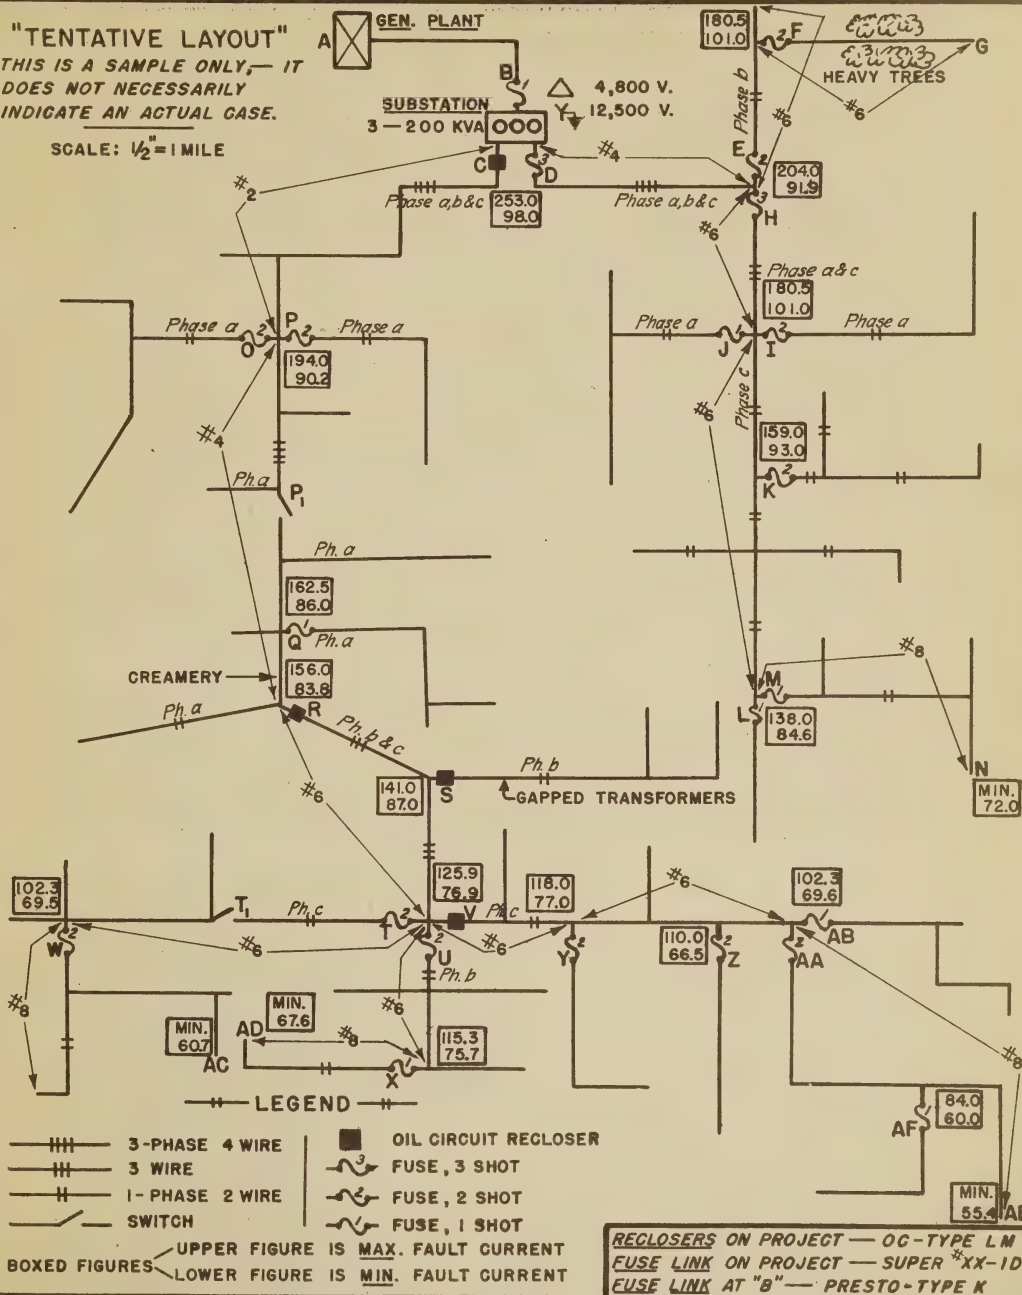 "TENTATIVE LAYOUT"
THIS IS A SAMPLE ONLY,— IT
DOES NOT NECESSARILY
INDICATE AN ACTUAL CASE.
SCALE: 1/2" = 1 MILE
A
GEN. PLANT
B 1
SUBSTATION
3—200 KVA
△ 4,800 V.
Y 12,500 V.
C
3
D
#2
#4
Phase a,b&c
253.0
98.0
Phase a,b&c
180.5
101.0
2 F
G
HEAVY TREES
#6
Phase b
#6
E 2
204.0
91.9
3
H
#6
Phase a&c
180.5
101.0
Phase a
1
J
2
I
Phase a
Phase a
2
O
P
2
Phase a
194.0
90.2
#6
Phase c
159.0
93.0
2
K
#4
Ph. a
P1
Ph. a
162.5
86.0
1
Q
Ph. a
CREAMERY
156.0
83.8
R
Ph. a
Ph. b &c
#8
M
1
L 1
138.0
84.6
N
MIN.
72.0
#6
141.0
87.0
S
Ph. b
GAPPED TRANSFORMERS
102.3
69.5
T1
Ph. c
2
T
125.9
76.9
V
Ph. c
118.0
77.0
#6
102.3
69.6
1
AB
2
W
#6
2
U
#6
2
Y
110.0
66.5
2
Z
2
AA
Ph. b
#8
#6
MIN.
60.7
AC
MIN.
67.6
AD
#8
115.3
75.7
1
X
#8
1
AF
84.0
60.0
MIN.
55.4
LEGEND
3-PHASE 4 WIRE
3 WIRE
1-PHASE 2 WIRE
SWITCH
OIL CIRCUIT RECLOSER
3 FUSE, 3 SHOT
2 FUSE, 2 SHOT
1 FUSE, 1 SHOT
BOXED FIGURES
UPPER FIGURE IS MAX. FAULT CURRENT
LOWER FIGURE IS MIN. FAULT CURRENT
RECLOSERS ON PROJECT — OC-TYPE LM
FUSE LINK ON PROJECT — SUPER #XX-ID
FUSE LINK AT "B" — PRESTO-TYPE K